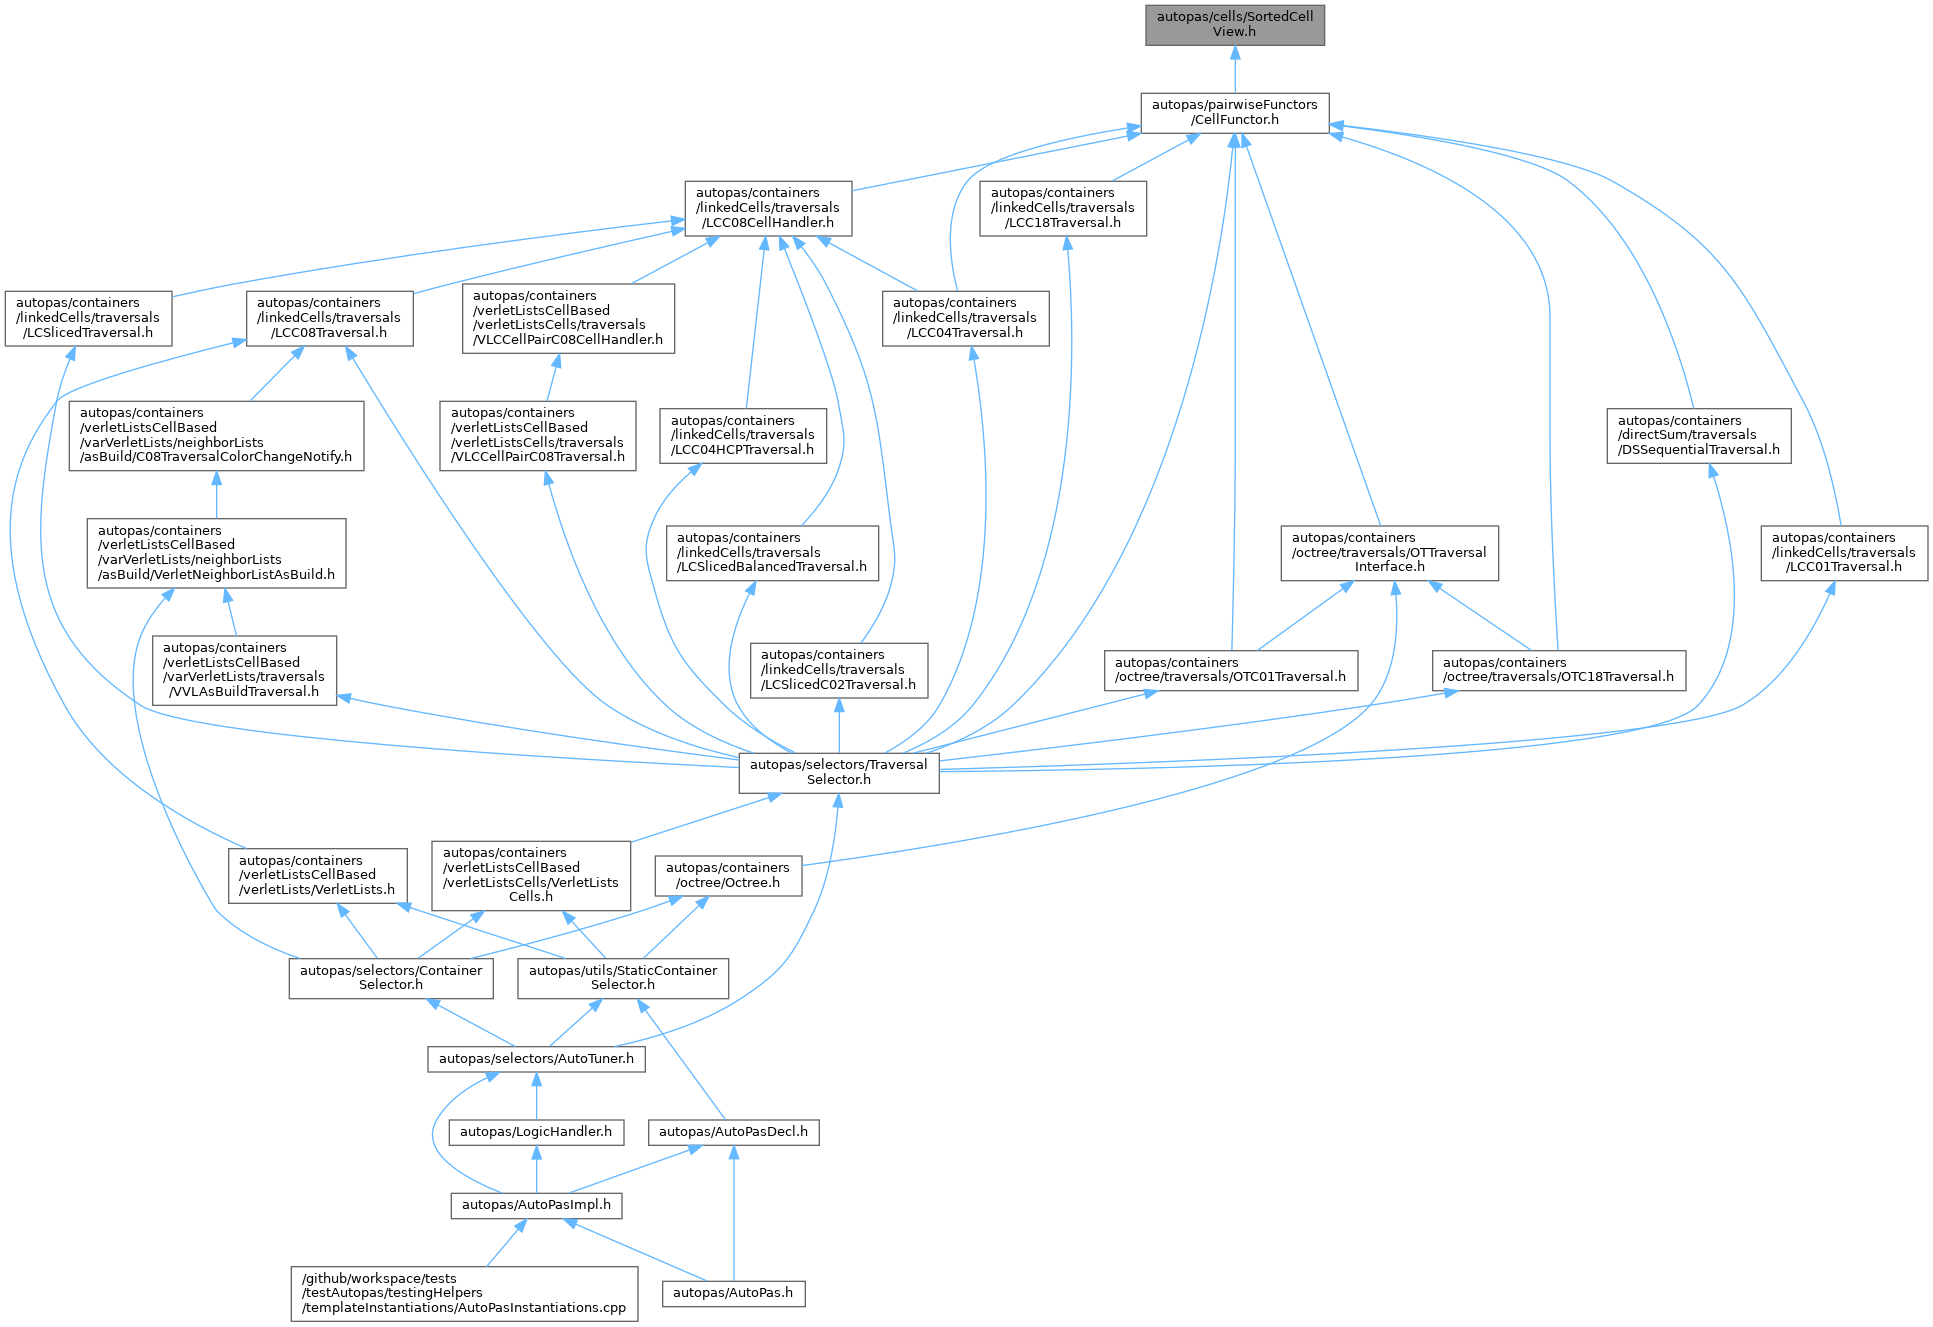 autopas/cells/SortedCell
View.h
autopas/pairwiseFunctors
/CellFunctor.h
autopas/containers
/linkedCells/traversals
/LCC08CellHandler.h
autopas/containers
/linkedCells/traversals
/LCC18Traversal.h
autopas/containers
/linkedCells/traversals
/LCSlicedTraversal.h
autopas/containers
/linkedCells/traversals
/LCC08Traversal.h
autopas/containers
/verletListsCellBased
/verletListsCells/traversals
/VLCCellPairC08CellHandler.h
autopas/containers
/linkedCells/traversals
/LCC04Traversal.h
autopas/containers
/verletListsCellBased
/varVerletLists/neighborLists
/asBuild/C08TraversalColorChangeNotify.h
autopas/containers
/verletListsCellBased
/verletListsCells/traversals
/VLCCellPairC08Traversal.h
autopas/containers
/linkedCells/traversals
/LCC04HCPTraversal.h
autopas/containers
/directSum/traversals
/DSSequentialTraversal.h
autopas/containers
/verletListsCellBased
/varVerletLists/neighborLists
/asBuild/VerletNeighborListAsBuild.h
autopas/containers
/linkedCells/traversals
/LCSlicedBalancedTraversal.h
autopas/containers
/octree/traversals/OTTraversal
Interface.h
autopas/containers
/linkedCells/traversals
/LCC01Traversal.h
autopas/containers
/verletListsCellBased
/varVerletLists/traversals
/VVLAsBuildTraversal.h
autopas/containers
/linkedCells/traversals
/LCSlicedC02Traversal.h
autopas/containers
/octree/traversals/OTC01Traversal.h
autopas/containers
/octree/traversals/OTC18Traversal.h
autopas/selectors/Traversal
Selector.h
autopas/containers
/verletListsCellBased
/verletLists/VerletLists.h
autopas/containers
/verletListsCellBased
/verletListsCells/VerletLists
Cells.h
autopas/containers
/octree/Octree.h
autopas/selectors/Container
Selector.h
autopas/utils/StaticContainer
Selector.h
autopas/selectors/AutoTuner.h
autopas/LogicHandler.h
autopas/AutoPasDecl.h
autopas/AutoPasImpl.h
/github/workspace/tests
/testAutopas/testingHelpers
/templateInstantiations/AutoPasInstantiations.cpp
autopas/AutoPas.h